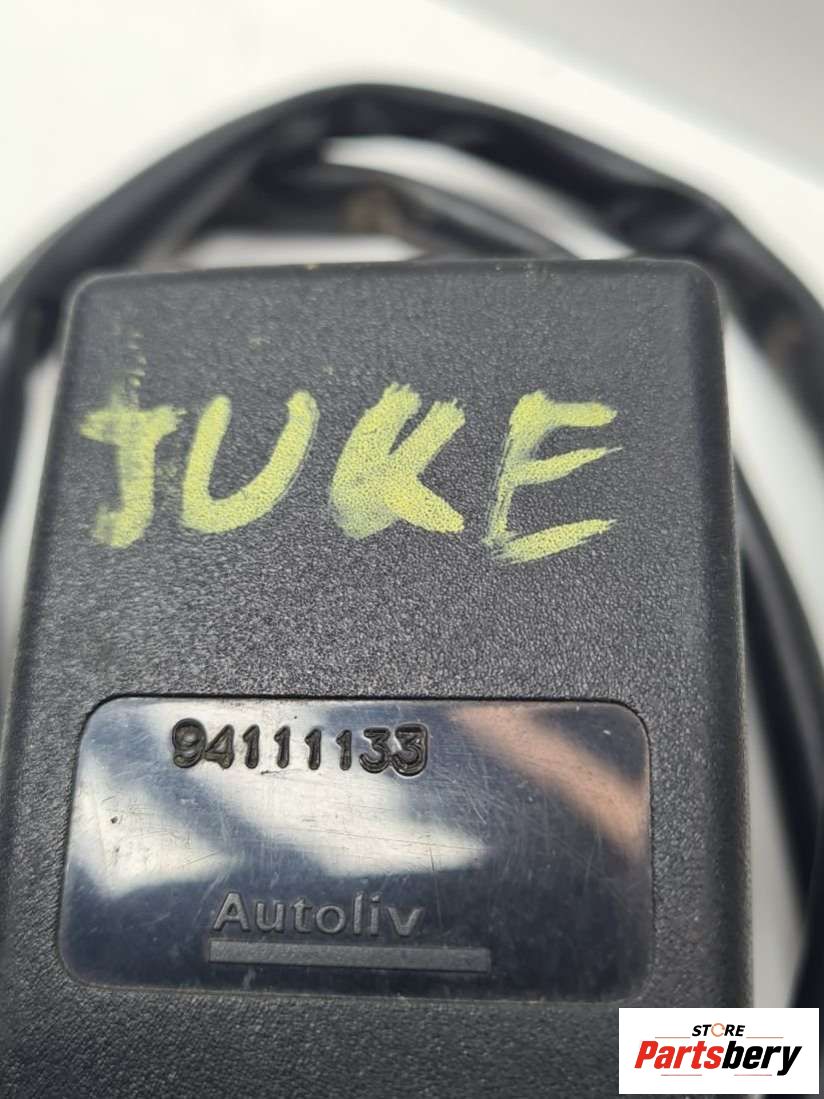 JUKE
94111133
Autoliv
STORE
Partsbery